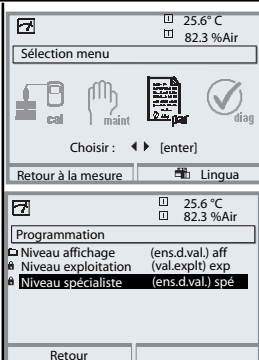 25.6° C
82.3 %Air
Sélection menu
cal maint par diag
Choisir : [enter]
Retour à la mesure Lingua
25.6 °C
82.3 %Air
Programmation
Niveau affichage (ens.d.val.) aff
Niveau exploitation (val.explt) exp
Niveau spécialiste (ens.d.val.) spé
Retour